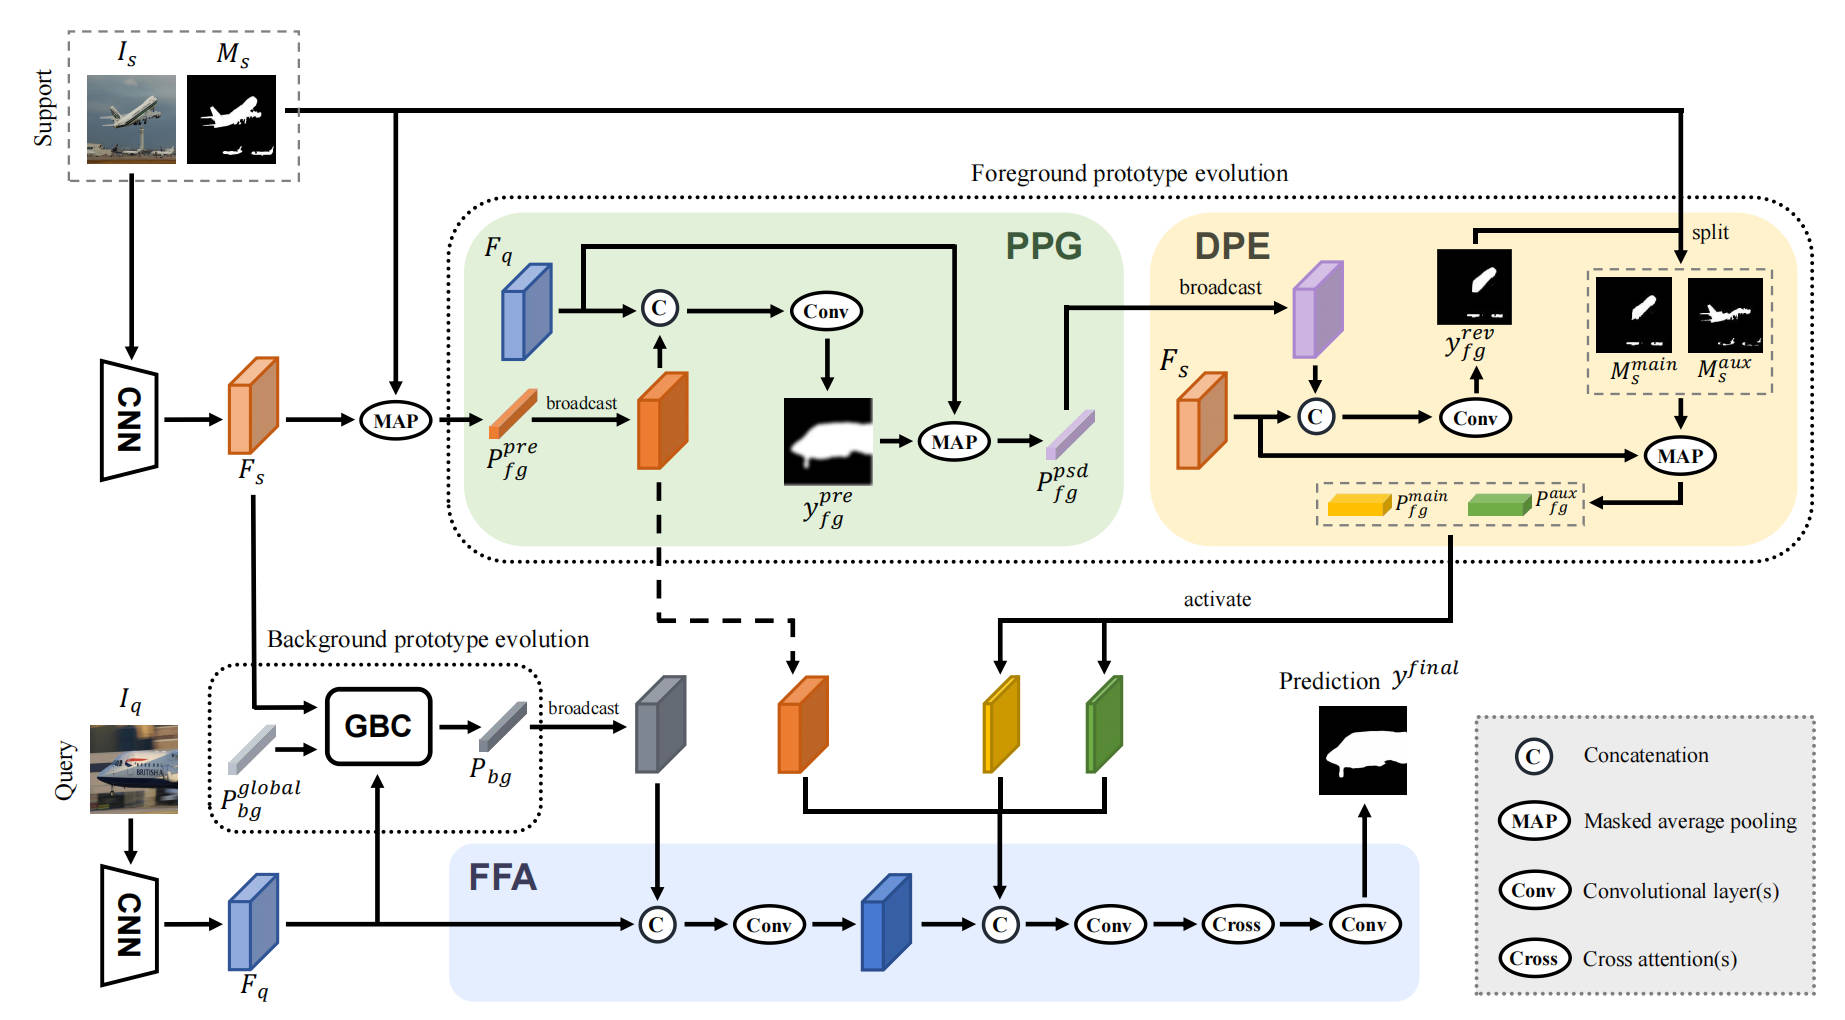 Support
I_s
M_s
Foreground prototype evolution
PPG
DPE
F_q
C
Conv
broadcast
split
y_{fg}^{rev}
M_s^{main}
M_s^{aux}
F_s
CNN
F_s
MAP
P_{fg}^{pre}
broadcast
y_{fg}^{pre}
MAP
P_{fg}^{psd}
C
Conv
MAP
P_{fg}^{main}
P_{fg}^{aux}
activate
Background prototype evolution
Query
I_q
GBC
P_{bg}^{global}
P_{bg}
broadcast
Prediction y^{final}
BRITISH A
CNN
F_q
FFA
C
Conv
C
Conv
Cross
Conv
C Concatenation
MAP Masked average pooling
Conv Convolutional layer(s)
Cross Cross attention(s)